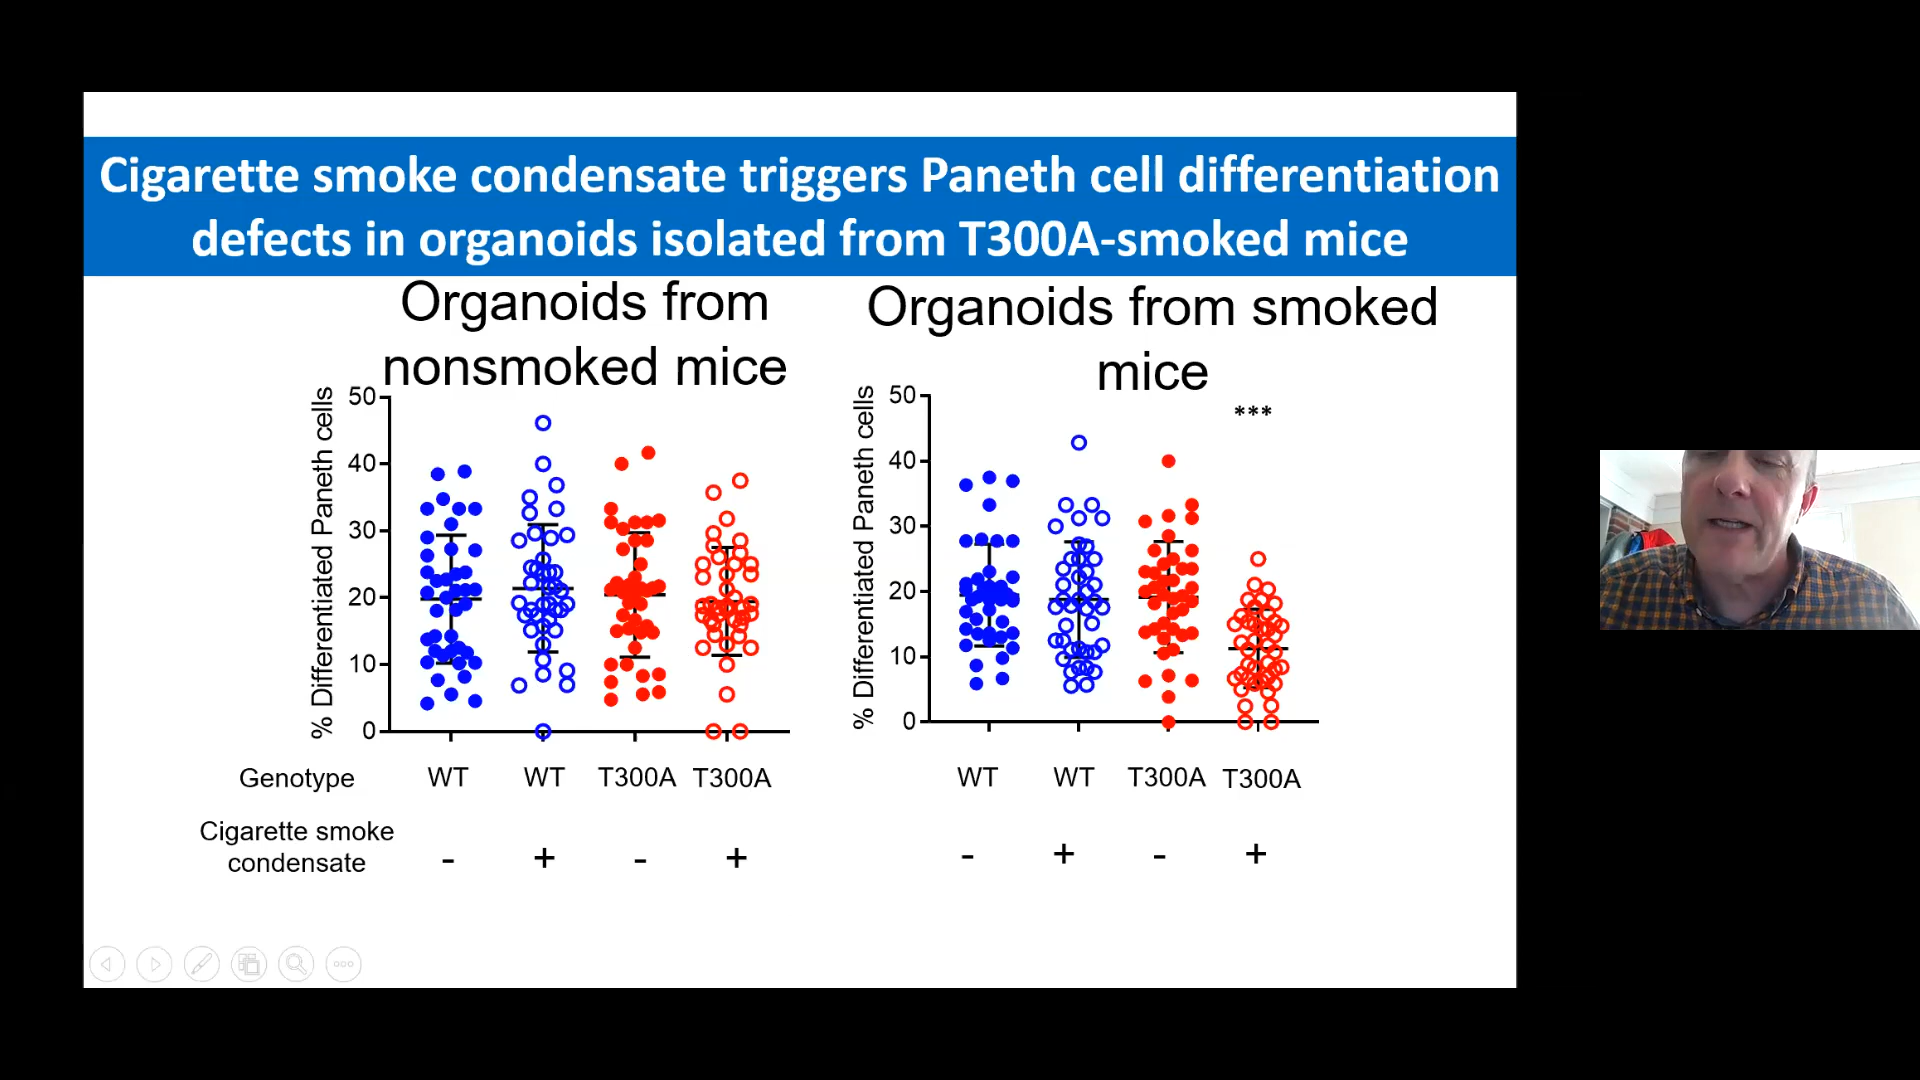 Cigarette smoke condensate triggers Paneth cell differentiation
defects in organoids isolated from T300A-smoked mice
Organoids from
nonsmoked mice
% Differentiated Paneth cells
50
40
30
20
10
0
Genotype
WT
WT
T300A
T300A
Cigarette smoke
condensate
-
+
-
+
Organoids from smoked
mice
% Differentiated Paneth cells
50
40
30
20
10
0
***
WT
WT
T300A
T300A
-
+
-
+